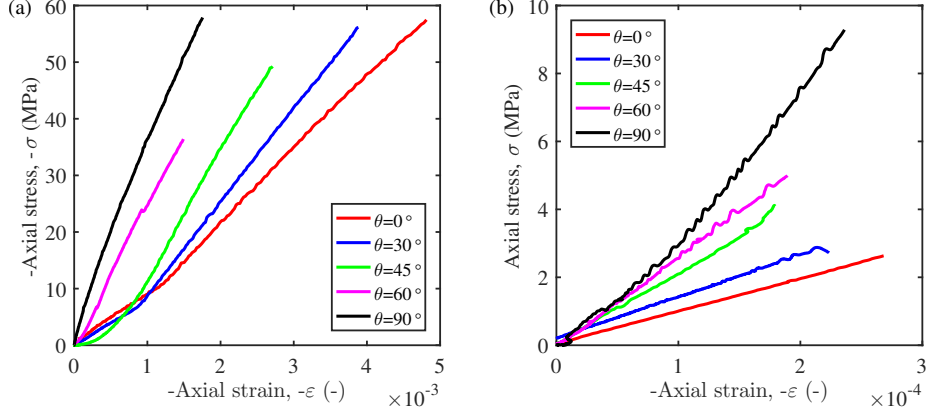 (a)
60
50
40
30
20
10
0
-Axial stress, -σ (MPa)
θ=0°
θ=30°
θ=45°
θ=60°
θ=90°
0 1 2 3 4 5
-Axial strain, -ε (-)
×10⁻³
(b)
10
8
6
4
2
0
Axial stress, σ (MPa)
θ=0°
θ=30°
θ=45°
θ=60°
θ=90°
0 1 2 3
-Axial strain, -ε (-)
×10⁻⁴